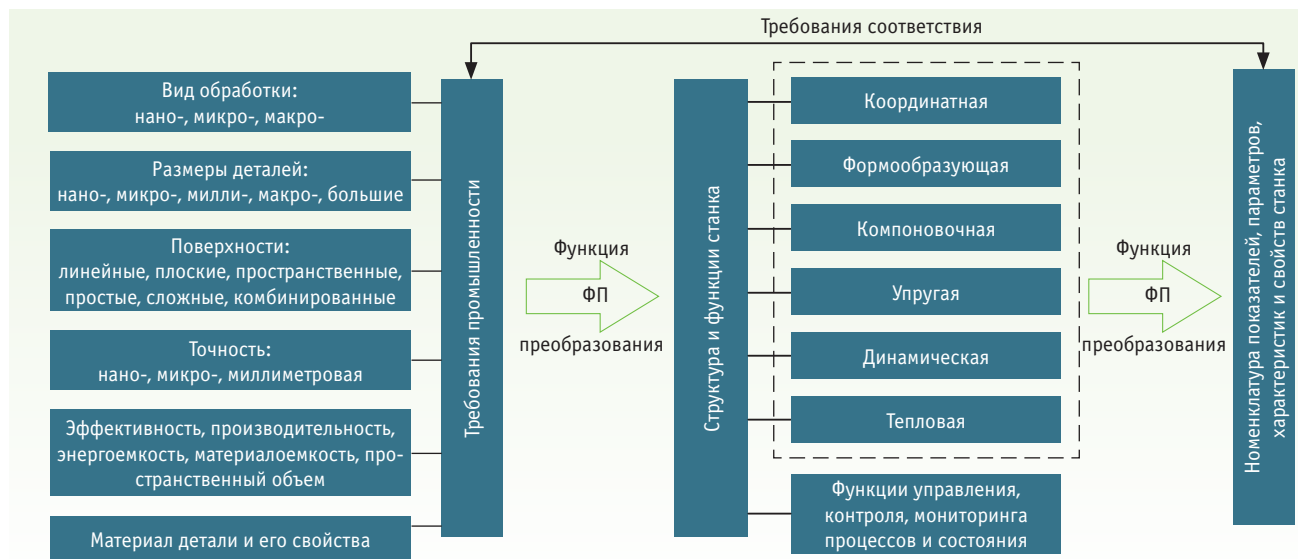 Требования соответствия
Вид обработки:
нано-, микро-, макро-
Размеры деталей:
нано-, микро-, милли-, макро-, большие
Поверхности:
линейные, плоские, пространственные,
простые, сложные, комбинированные
Точность:
нано-, микро-, миллиметровая
Эффективность, производительность,
энергоемкость, материалоемкость, про-
странственный объем
Материал детали и его свойства
Требования промышленности
Функция
ФП
преобразования
Структура и функции станка
Координатная
Формообразующая
Компоновочная
Упругая
Динамическая
Тепловая
Функции управления,
контроля, мониторинга
процессов и состояния
Функция
ФП
преобразования
Номенклатура показателей, параметров,
характеристик и свойств станка